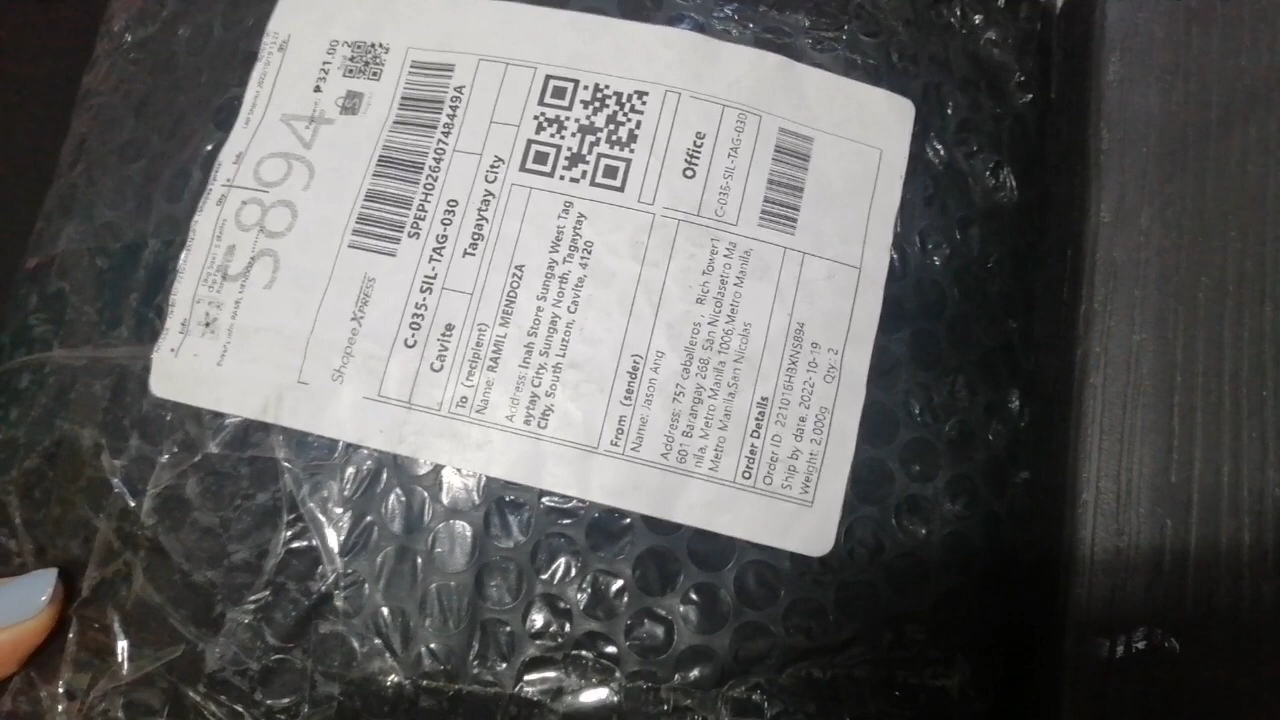 S894
₱321.00
Shopee XPRESS
SPEPH026407484449A
C-035-SIL-TAG-030
Cavite
Tagaytay City
To (recipient)
Name: RAMIL MENDOZA
Address: Inah Store Sungay West Tag
aytay City, Sungay North, Tagaytay
City, South Luzon, Cavite, 4120
Office
C-035-SIL-TAG-030
From (sender)
Name: Jason Ang
Address: 757 caballeros , Rich Tower1
601 Barangay 268, San Nicolasetro Ma
nila, Metro Manila 1006,Metro Manila,
Metro Manila,San Nicolas
Order Details
Order ID: 221016H8XNS894
Ship by date: 2022-10-19
Weight: 2,000g
Qty: 2